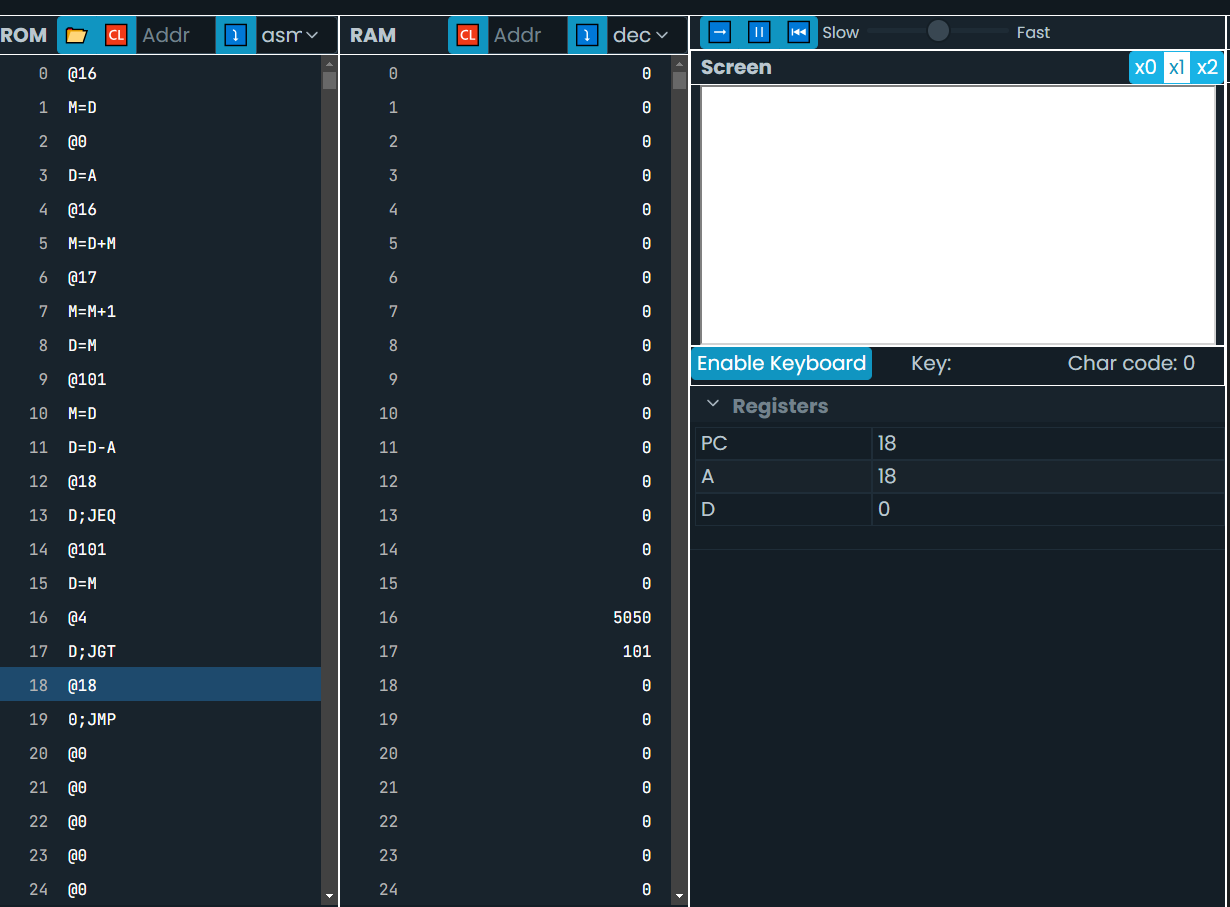 ROM CL Addr asm
0 @16
1 M=D
2 @0
3 D=A
4 @16
5 M=D+M
6 @17
7 M=M+1
8 D=M
9 @101
10 M=D
11 D=D-A
12 @18
13 D;JEQ
14 @101
15 D=M
16 @4
17 D;JGT
18 @18
19 0;JMP
20 @0
21 @0
22 @0
23 @0
24 @0
RAM CL Addr dec
0 0
1 0
2 0
3 0
4 0
5 0
6 0
7 0
8 0
9 0
10 0
11 0
12 0
13 0
14 0
15 0
16 5050
17 101
18 0
19 0
20 0
21 0
22 0
23 0
24 0
Slow Fast
Screen x0 x1 x2
Enable Keyboard Key: Char code: 0
Registers
PC 18
A 18
D 0